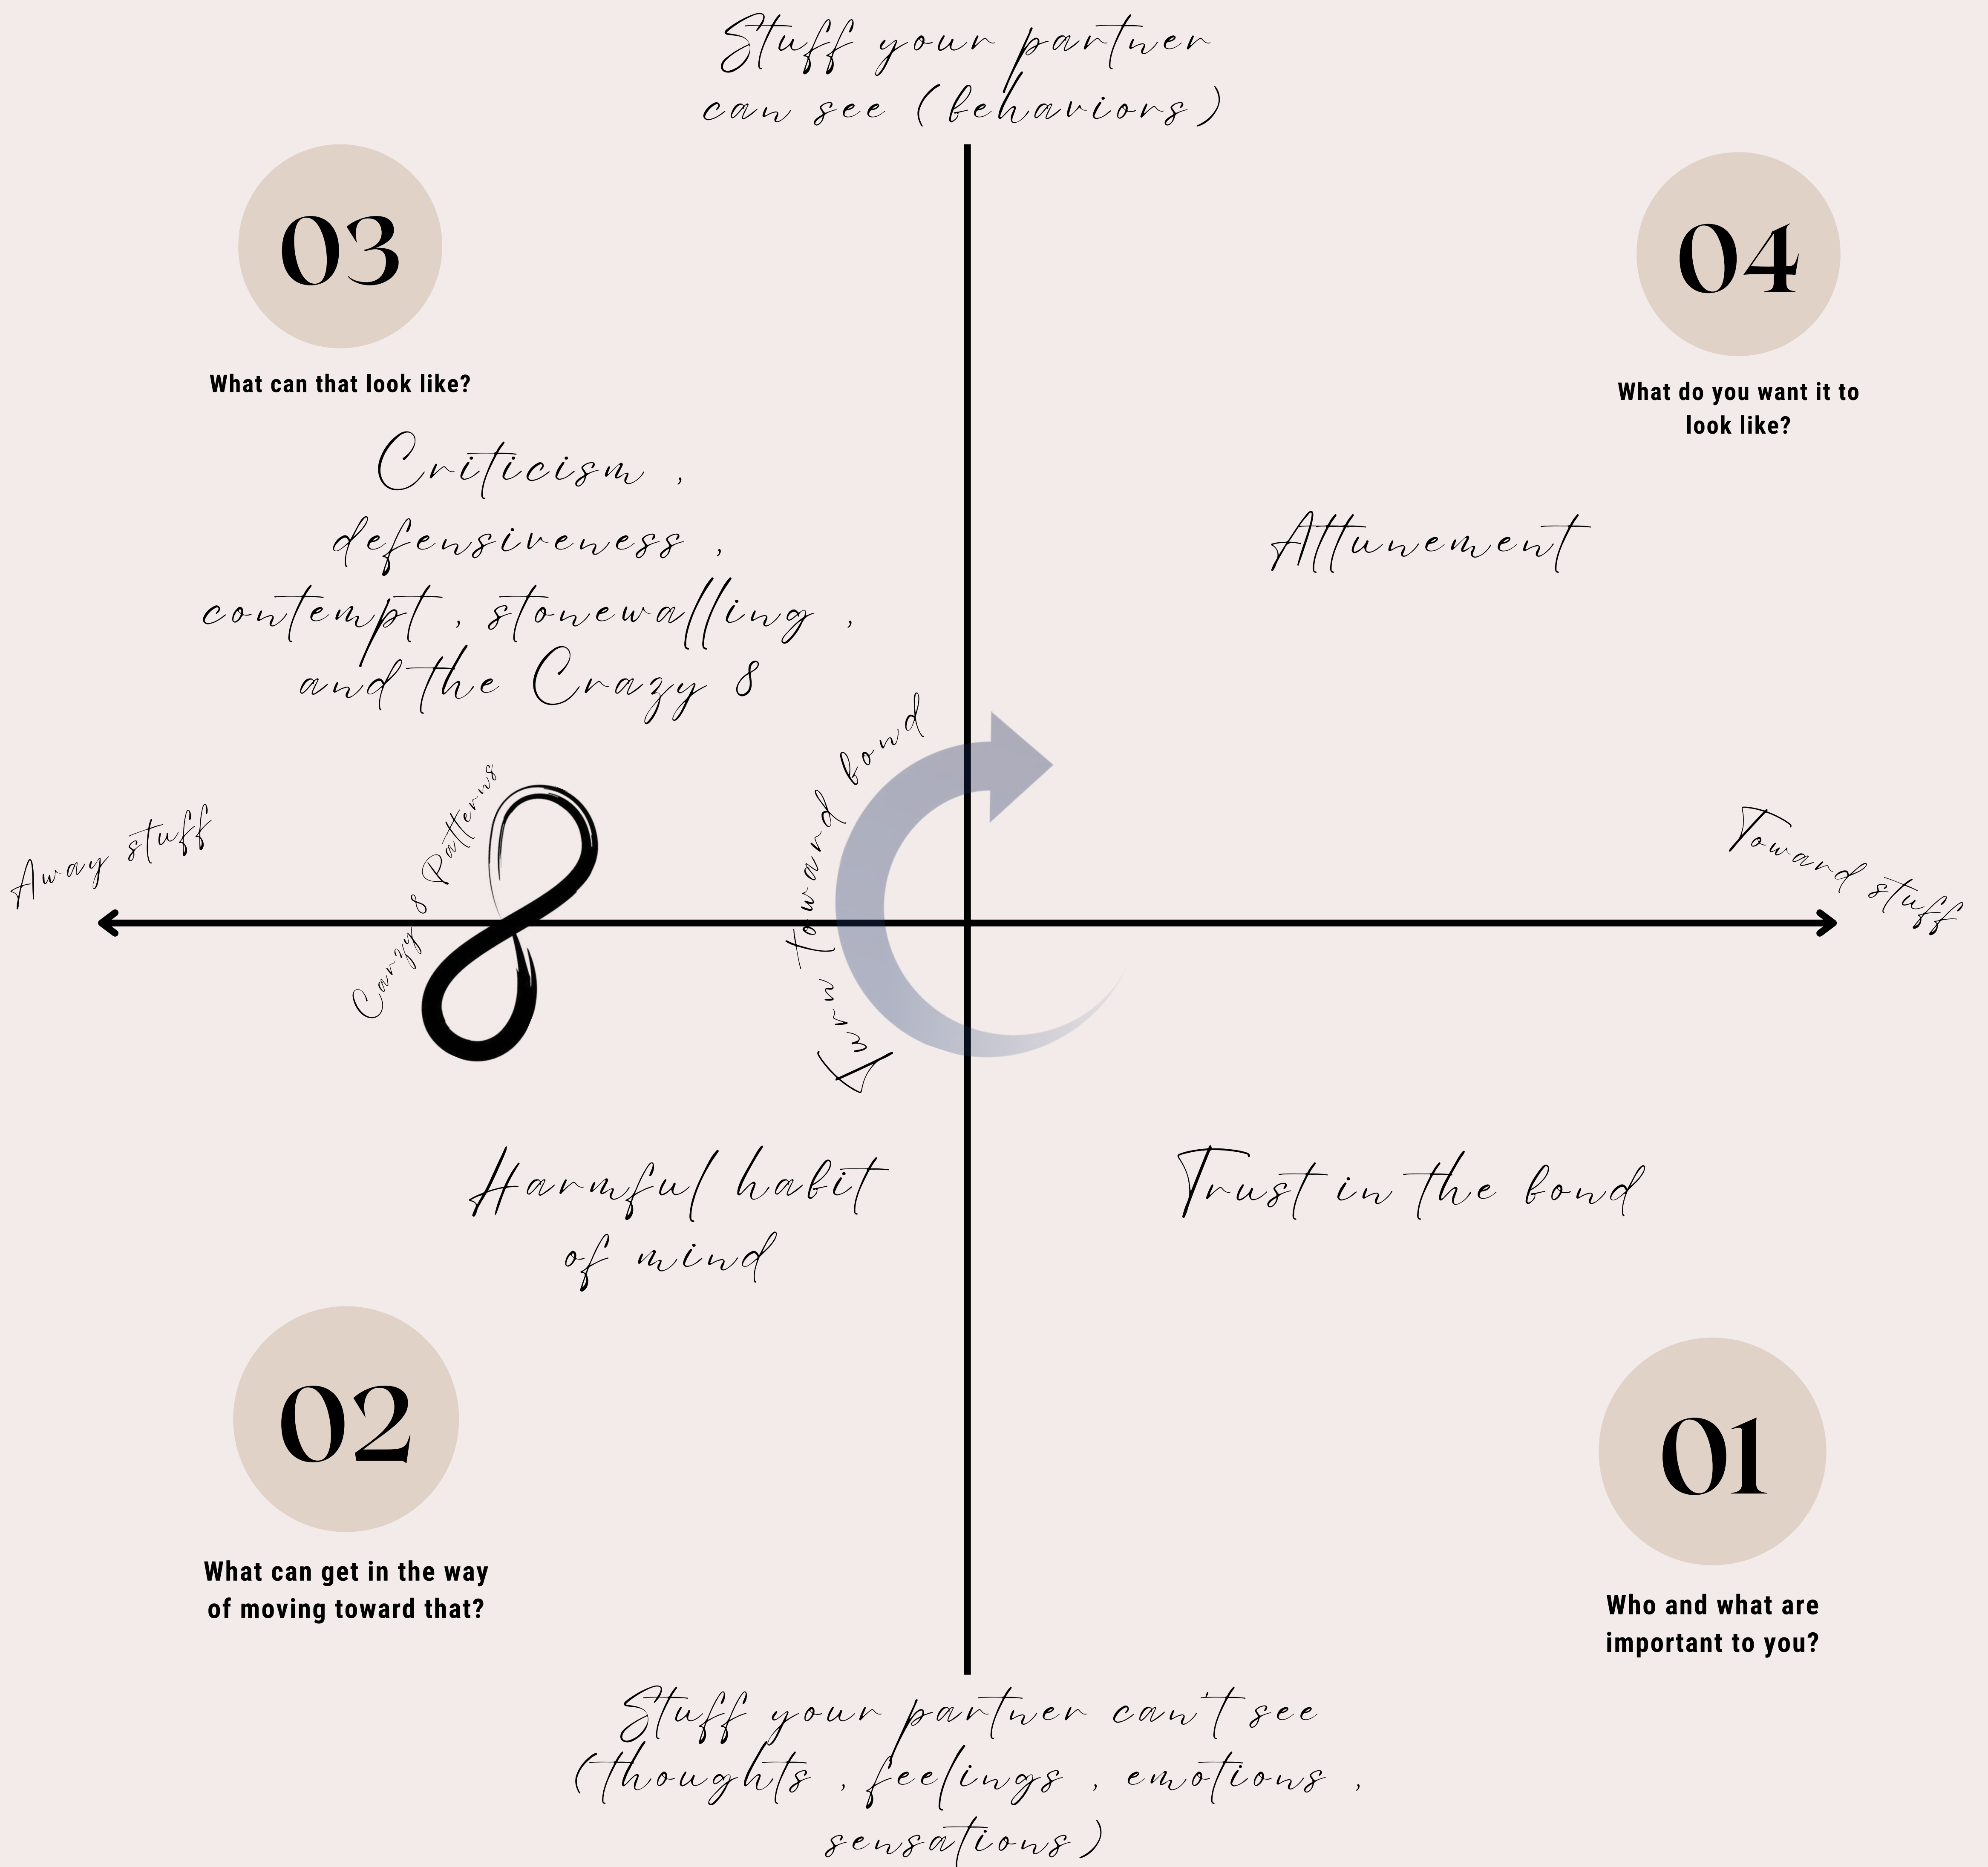 Stuff your partner
can see (behaviors)
03
What can that look like?
Criticism ,
defensiveness ,
contempt , stonewalling ,
and the Crazy 8
04
What do you want it to
look like?
Attunement
Away stuff
Carzy 8 Patterns
Turn toward bond
Toward stuff
Harmful habit
of mind
02
What can get in the way
of moving toward that?
Trust in the bond
01
Who and what are
important to you?
Stuff your partner can't see
(thoughts , feelings , emotions ,
sensations)